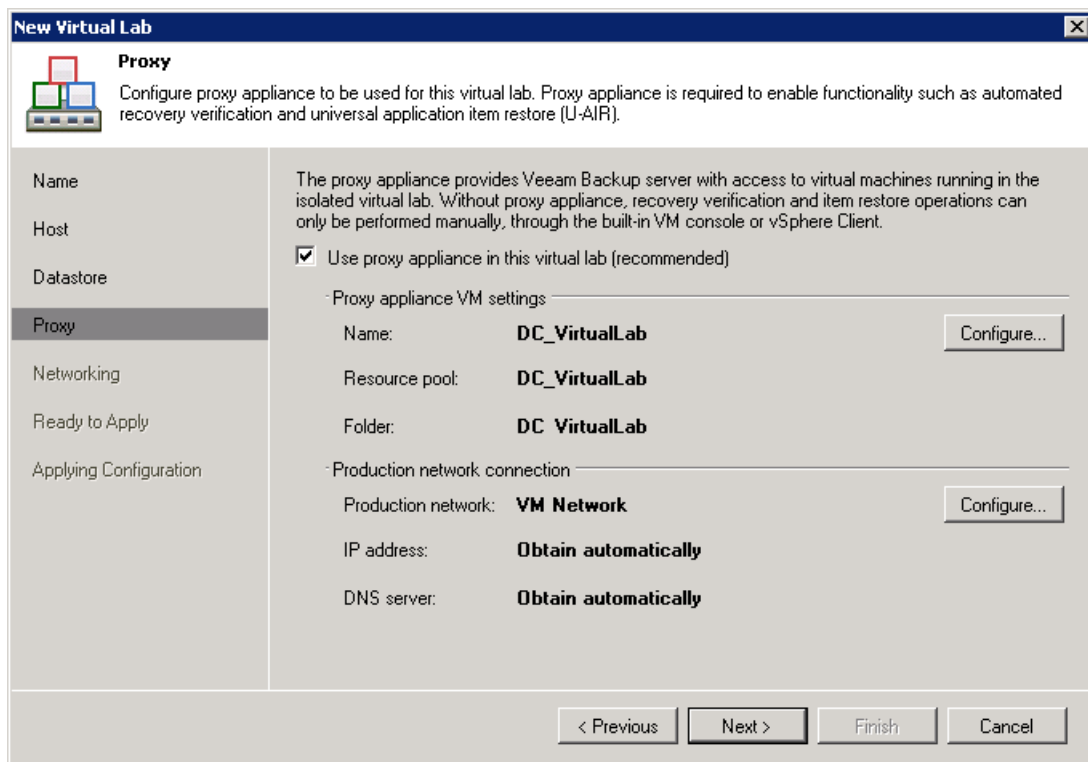 New Virtual Lab
Proxy
Configure proxy appliance to be used for this virtual lab. Proxy appliance is required to enable functionality such as automated
recovery verification and universal application item restore (U-AIR).
Name
Host
Datastore
Proxy
Networking
Ready to Apply
Applying Configuration
The proxy appliance provides Veeam Backup server with access to virtual machines running in the
isolated virtual lab. Without proxy appliance, recovery verification and item restore operations can
only be performed manually, through the built-in VM console or vSphere Client.
Use proxy appliance in this virtual lab (recommended)
Proxy appliance VM settings
Name: DC_VirtualLab Configure...
Resource pool: DC_VirtualLab
Folder: DC VirtualLab
Production network connection
Production network: VM Network Configure...
IP address: Obtain automatically
DNS server: Obtain automatically
< Previous Next > Finish Cancel